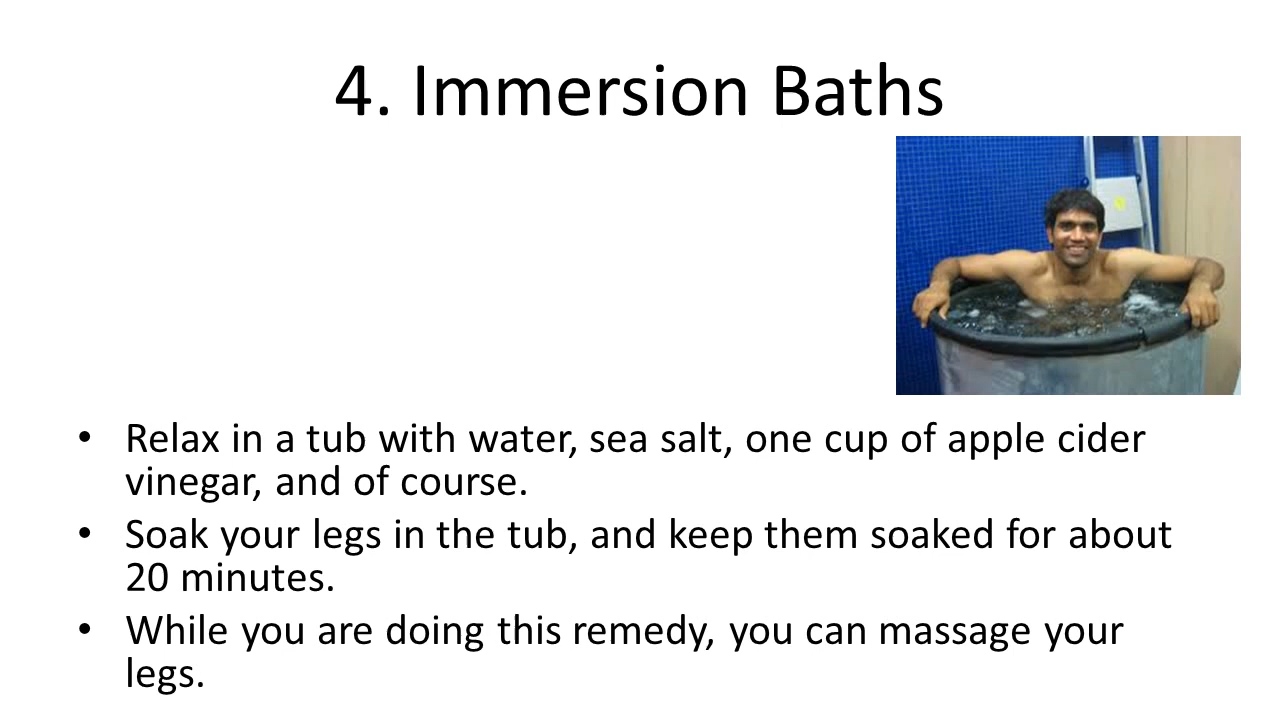 4. Immersion Baths
• Relax in a tub with water, sea salt, one cup of apple cider
vinegar, and of course.
• Soak your legs in the tub, and keep them soaked for about
20 minutes.
• While you are doing this remedy, you can massage your
legs.